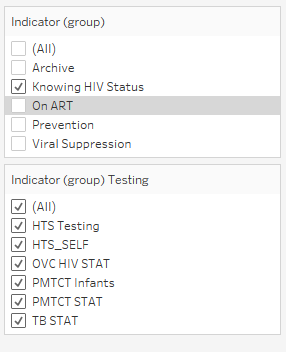 Indicator (group)
(All)
Archive
Knowing HIV Status
On ART
Prevention
Viral Suppression
Indicator (group) Testing
(All)
HTS Testing
HTS_SELF
OVC HIV STAT
PMTCT Infants
PMTCT STAT
TB STAT